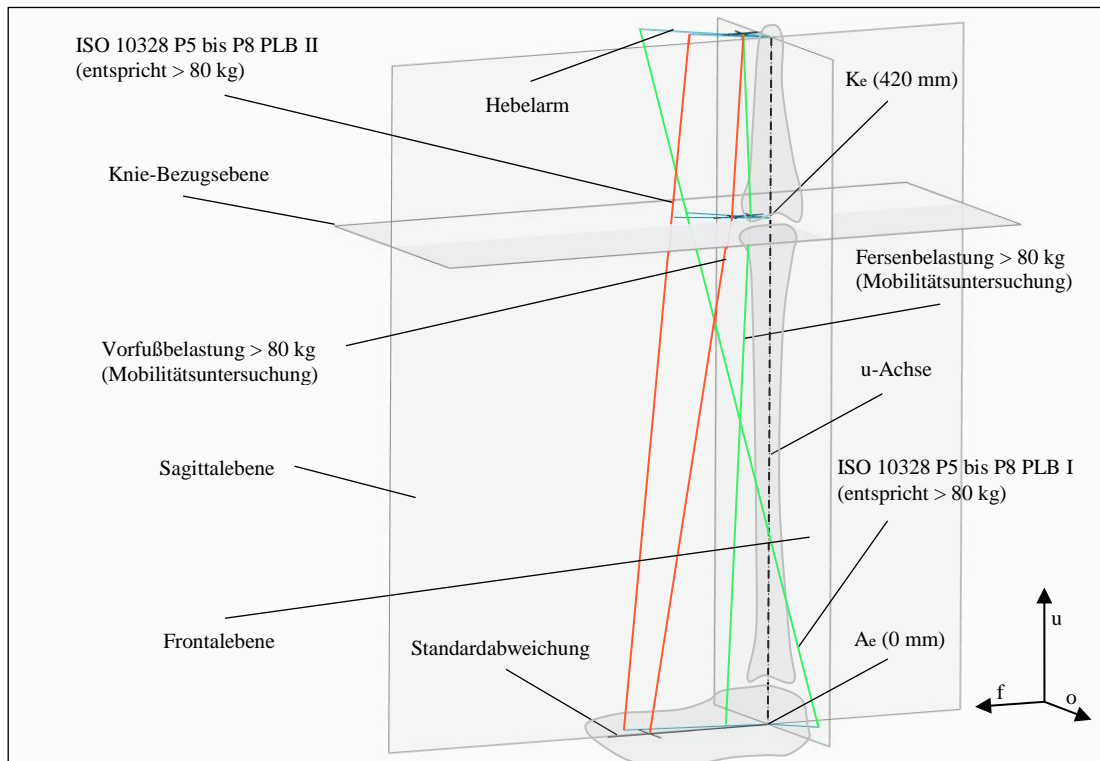 ISO 10328 P5 bis P8 PLB II
(entspricht > 80 kg)
Hebelarm
Ke (420 mm)
Knie-Bezugsebene
Fersenbelastung > 80 kg
(Mobilitätsuntersuchung)
Vorfußbelastung > 80 kg
(Mobilitätsuntersuchung)
u-Achse
Sagittalebene
ISO 10328 P5 bis P8 PLB I
(entspricht > 80 kg)
Frontalebene
Standardabweichung
Ae (0 mm)
u
f
o